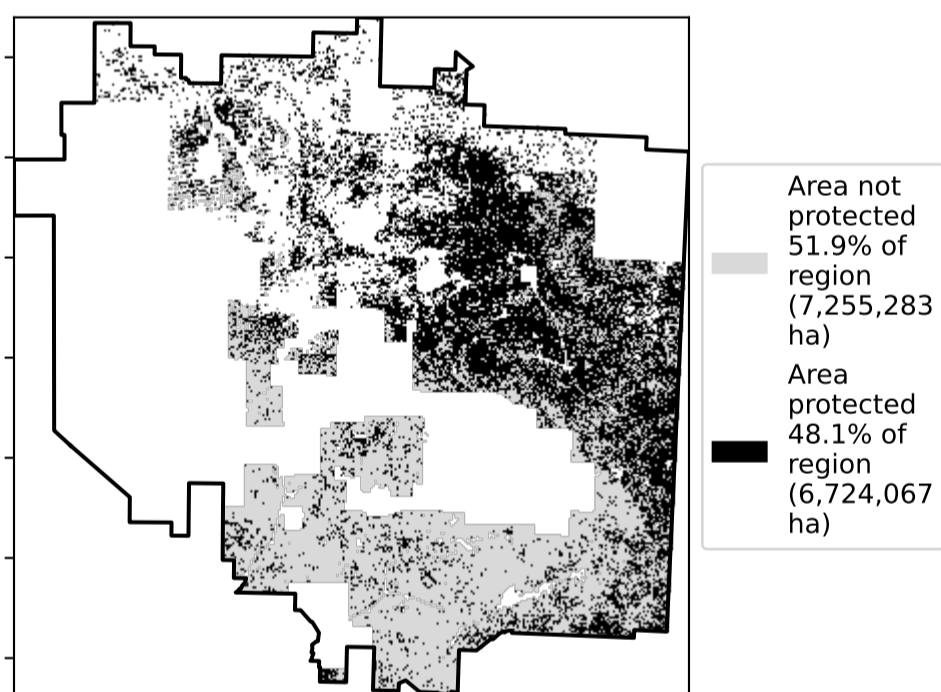 Area not
protected
51.9% of
region
(7,255,283
ha)
Area
protected
48.1% of
region
(6,724,067
ha)